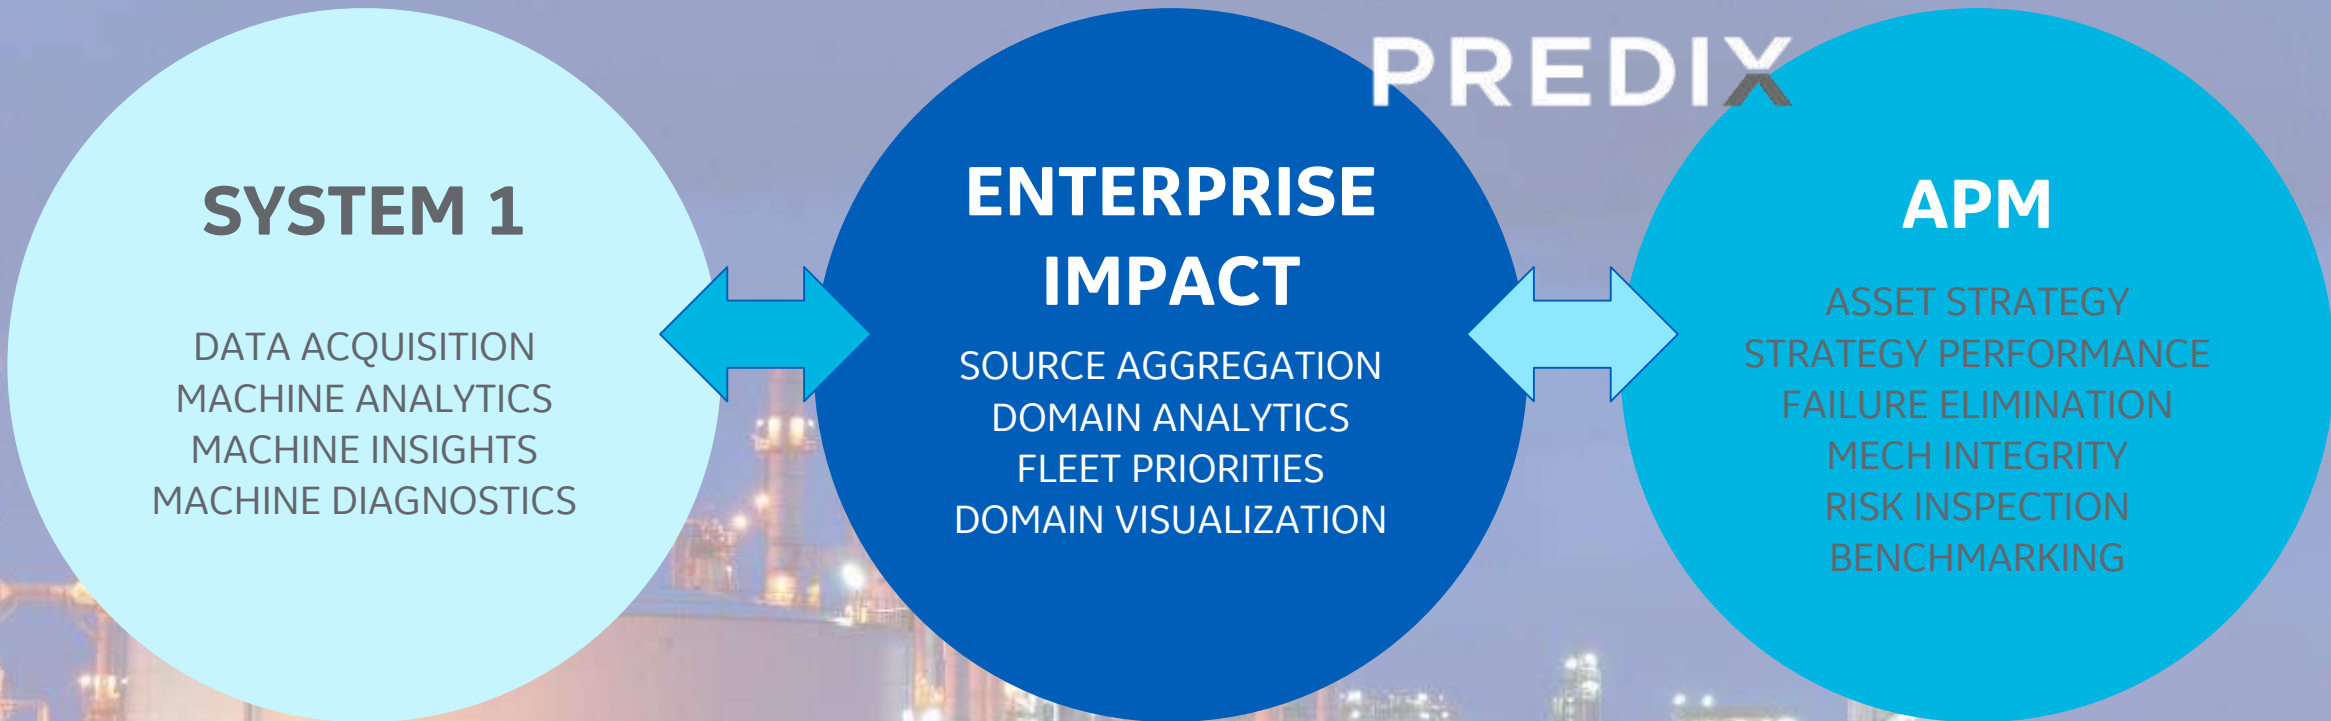 PREDIX
SYSTEM 1
DATA ACQUISITION
MACHINE ANALYTICS
MACHINE INSIGHTS
MACHINE DIAGNOSTICS
ENTERPRISE
IMPACT
SOURCE AGGREGATION
DOMAIN ANALYTICS
FLEET PRIORITIES
DOMAIN VISUALIZATION
APM
ASSET STRATEGY
STRATEGY PERFORMANCE
FAILURE ELIMINATION
MECH INTEGRITY
RISK INSPECTION
BENCHMARKING